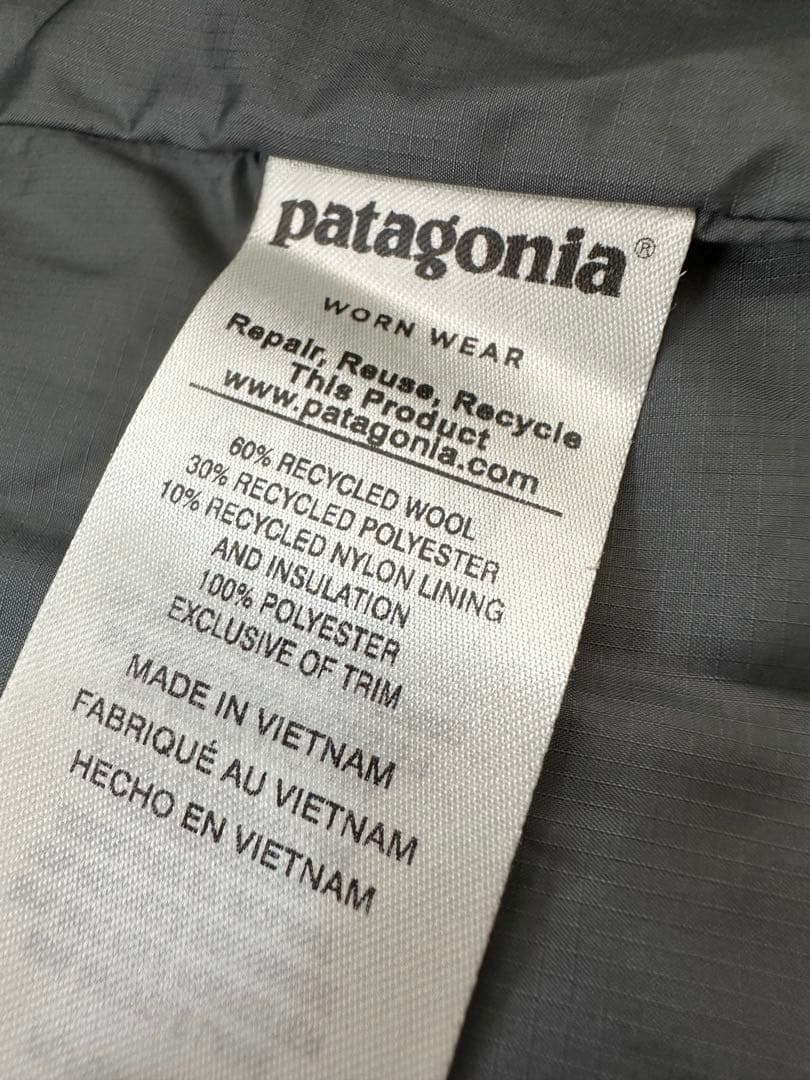 patagonia®
WORN WEAR
Repair, Reuse, Recycle
This Product
www.patagonia.com
60% RECYCLED WOOL
30% RECYCLED POLYESTER
10% RECYCLED NYLON LINING
AND INSULATION
100% POLYESTER
EXCLUSIVE OF TRIM
MADE IN VIETNAM
FABRIQUÉ AU VIETNAM
HECHO EN VIETNAM